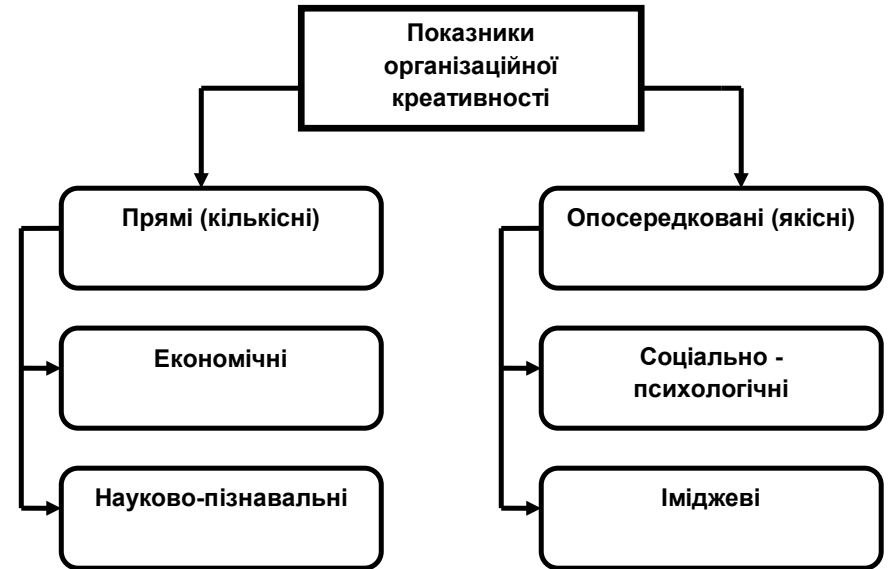 Показники
організаційної
креативності
Прямі (кількісні)
Опосередковані (якісні)
Економічні
Соціально -
психологічні
Науково-пізнавальні
Іміджеві